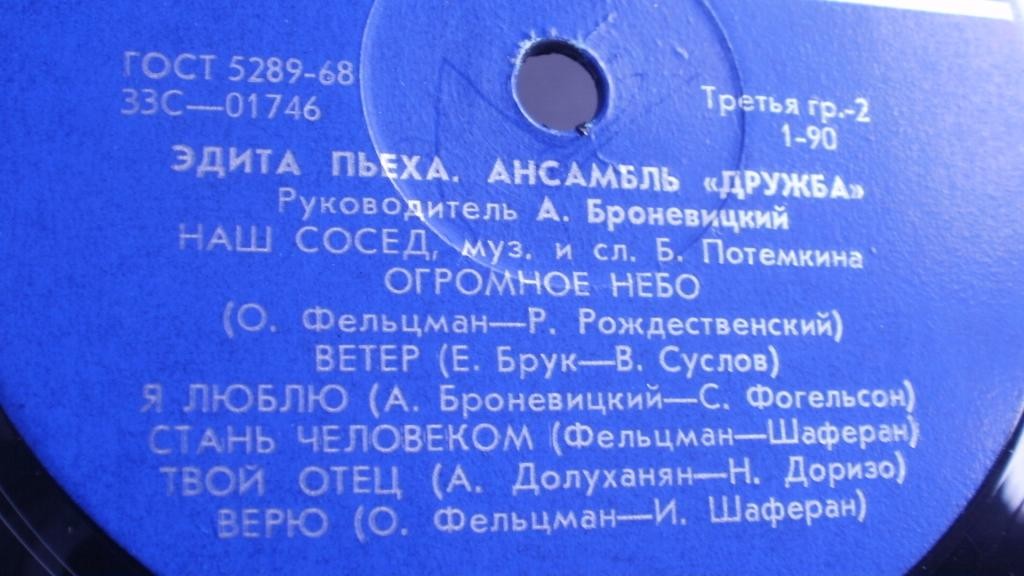 ГОСТ 5289-68
33С—01746
Третья гр.-2
1-90
ЭДИТА ПЬЕХА. АНСАМБЛЬ «ДРУЖБА»
Руководитель А. Броневицкий
НАШ СОСЕД, муз. и сл. Б. Потемкина
ОГРОМНОЕ НЕБО
(О. Фельцман—Р. Рождественский)
ВЕТЕР (Е. Брук—В. Суслов)
Я ЛЮБЛЮ (А. Броневицкий—С. Фогельсон)
СТАНЬ ЧЕЛОВЕКОМ (Фельцман—Шаферан)
ТВОЙ ОТЕЦ (А. Долуханян—Н. Доризо)
ВЕРЮ (О. Фельцман—И. Шаферан)